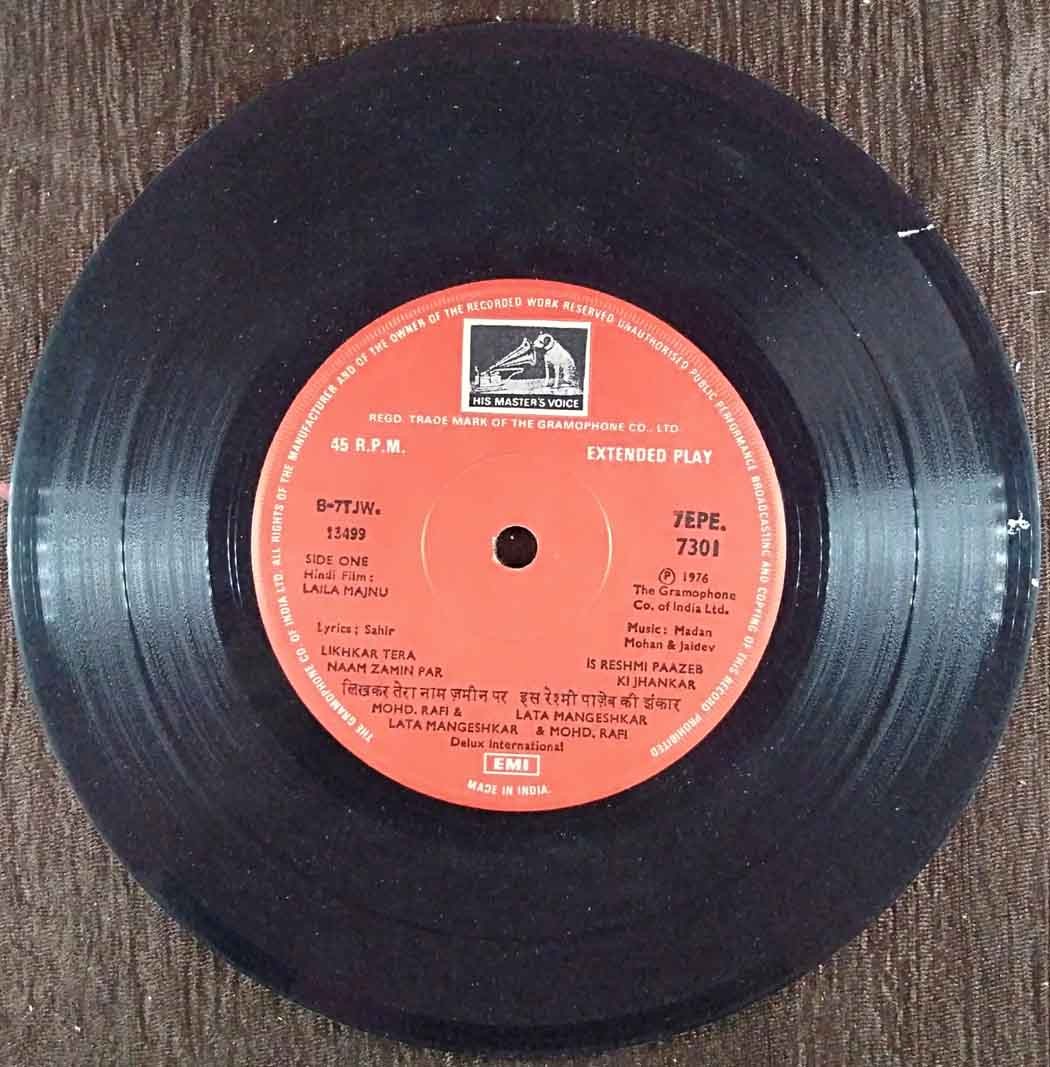 THE GRAMOPHONE CO OF INDIA LTD. ALL RIGHTS OF THE MANUFACTURER AND OF THE OWNER OF THE RECORDED WORK RESERVED UNAUTHORISED PUBLIC PERFORMANCE BROADCASTING AND COPYING OF THIS RECORD PROHIBITED
HIS MASTER'S VOICE
REGD. TRADE MARK OF THE GRAMOPHONE CO., LTD.
45 R.P.M.
EXTENDED PLAY
S-7TJW.
13499
SIDE ONE
Hindi Film :
LAILA MAJNU
7EPE.
7301
Ⓟ 1976
The Gramophone
Co. of India Ltd.
Lyrics ; Sahir
Music : Madan
Mohan & Jaidev
LIKHKAR TERA
NAAM ZAMIN PAR
IS RESHMI PAAZEB
KI JHANKAR
लिखकर तेरा नाम ज़मीन पर इस रेश्मी पाज़ेब की झंकार
MOHD. RAFI &
LATA MANGESHKAR
LATA MANGESHKAR
& MOHD. RAFI
Delux International
EMI
MADE IN INDIA.